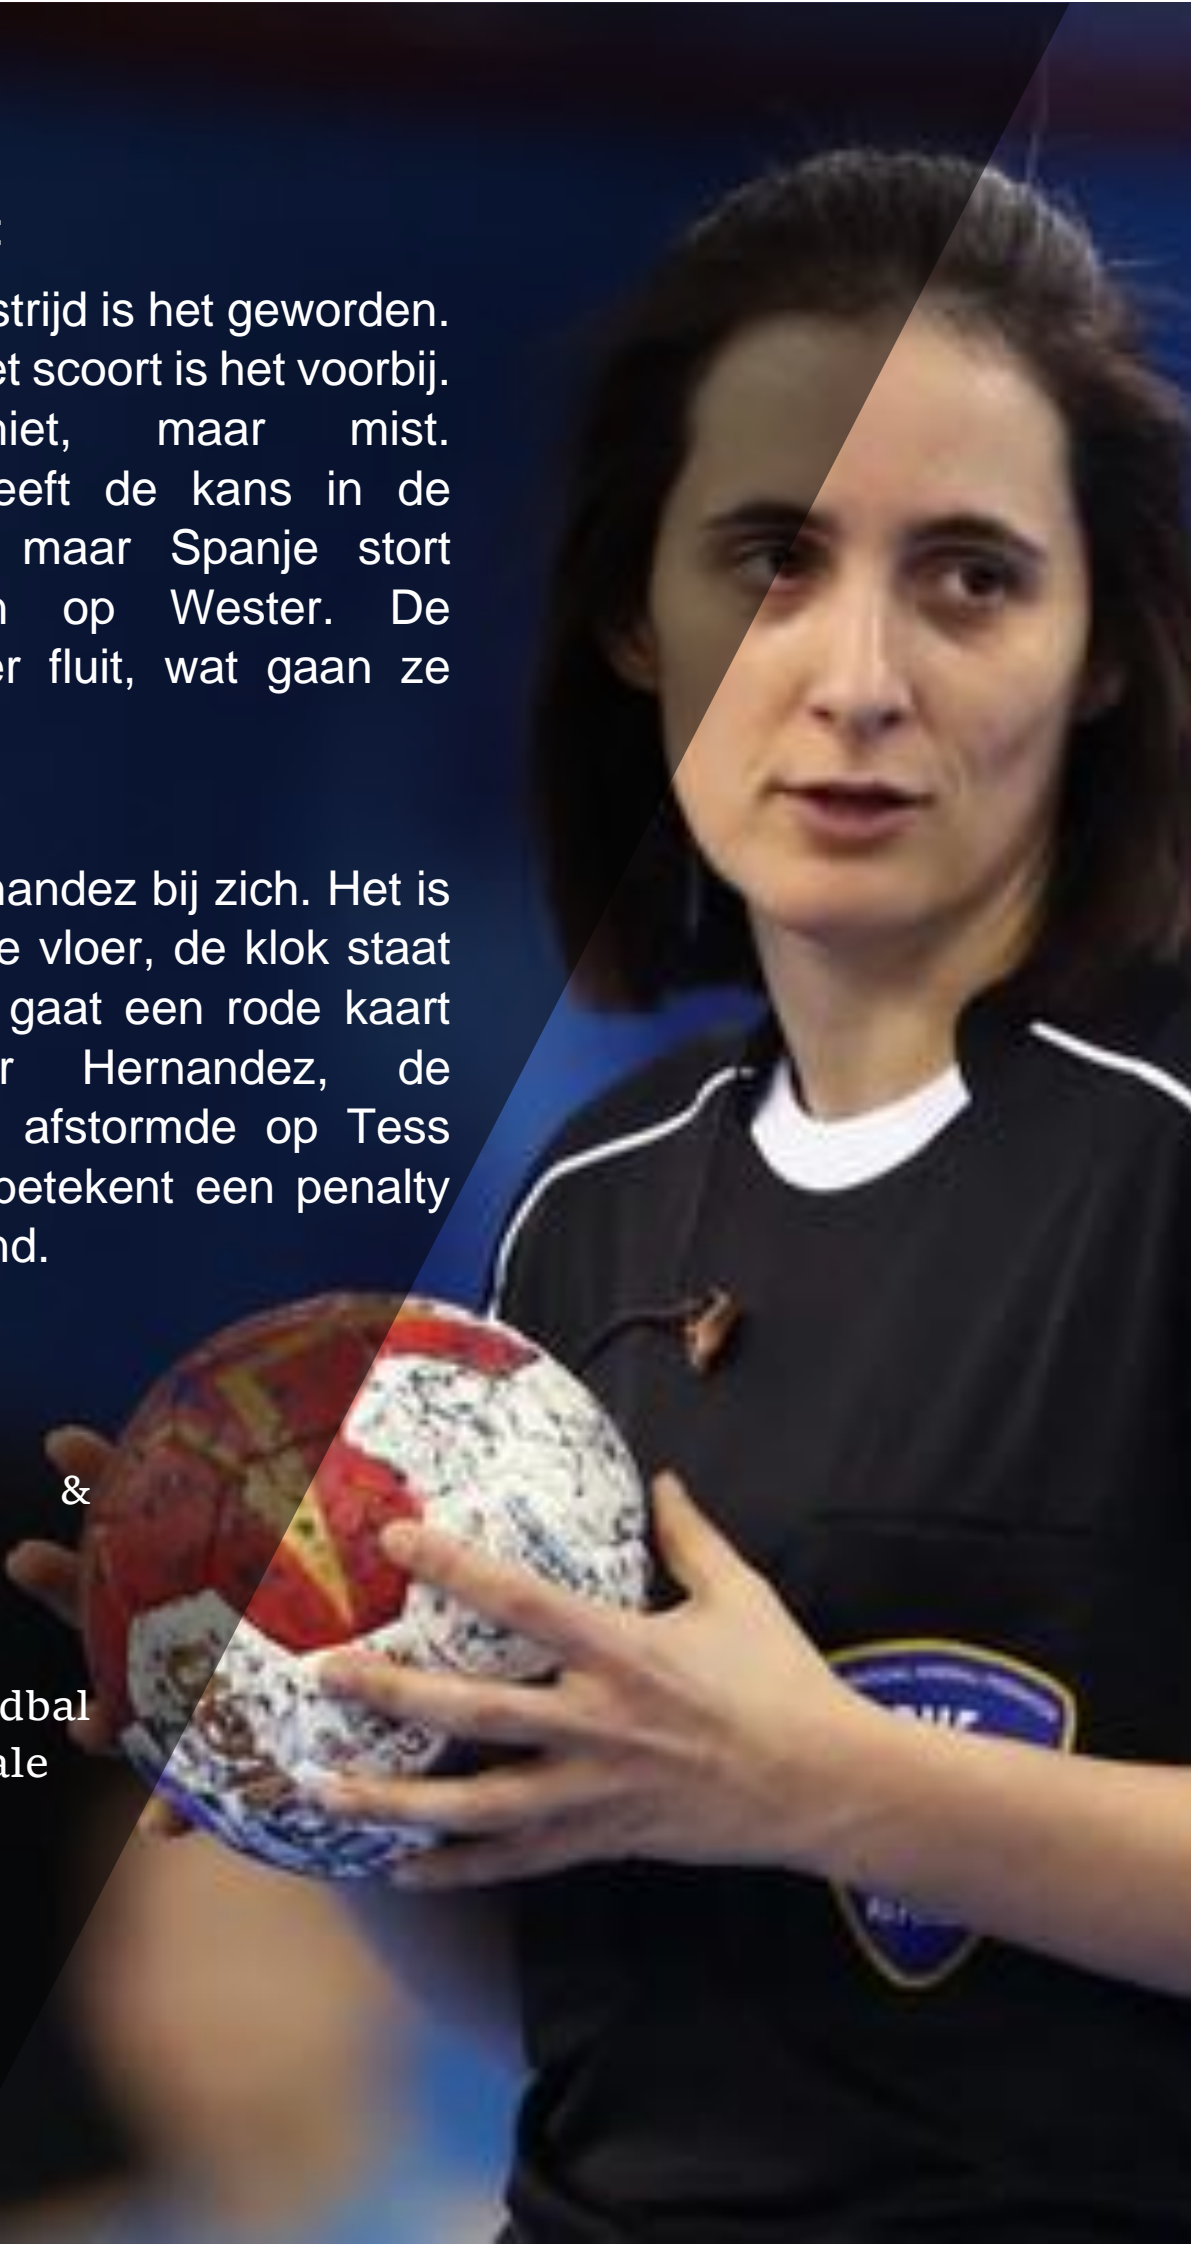 :
strijd is het geworden.
et scoort is het voorbij.
niet, maar mist.
eeft de kans in de
maar Spanje stort
n op Wester. De
er fluit, wat gaan ze
nandez bij zich. Het is
e vloer, de klok staat
gaat een rode kaart
r Hernandez, de
afstormde op Tess
betekent een penalty
nd.
&
dbal
ale